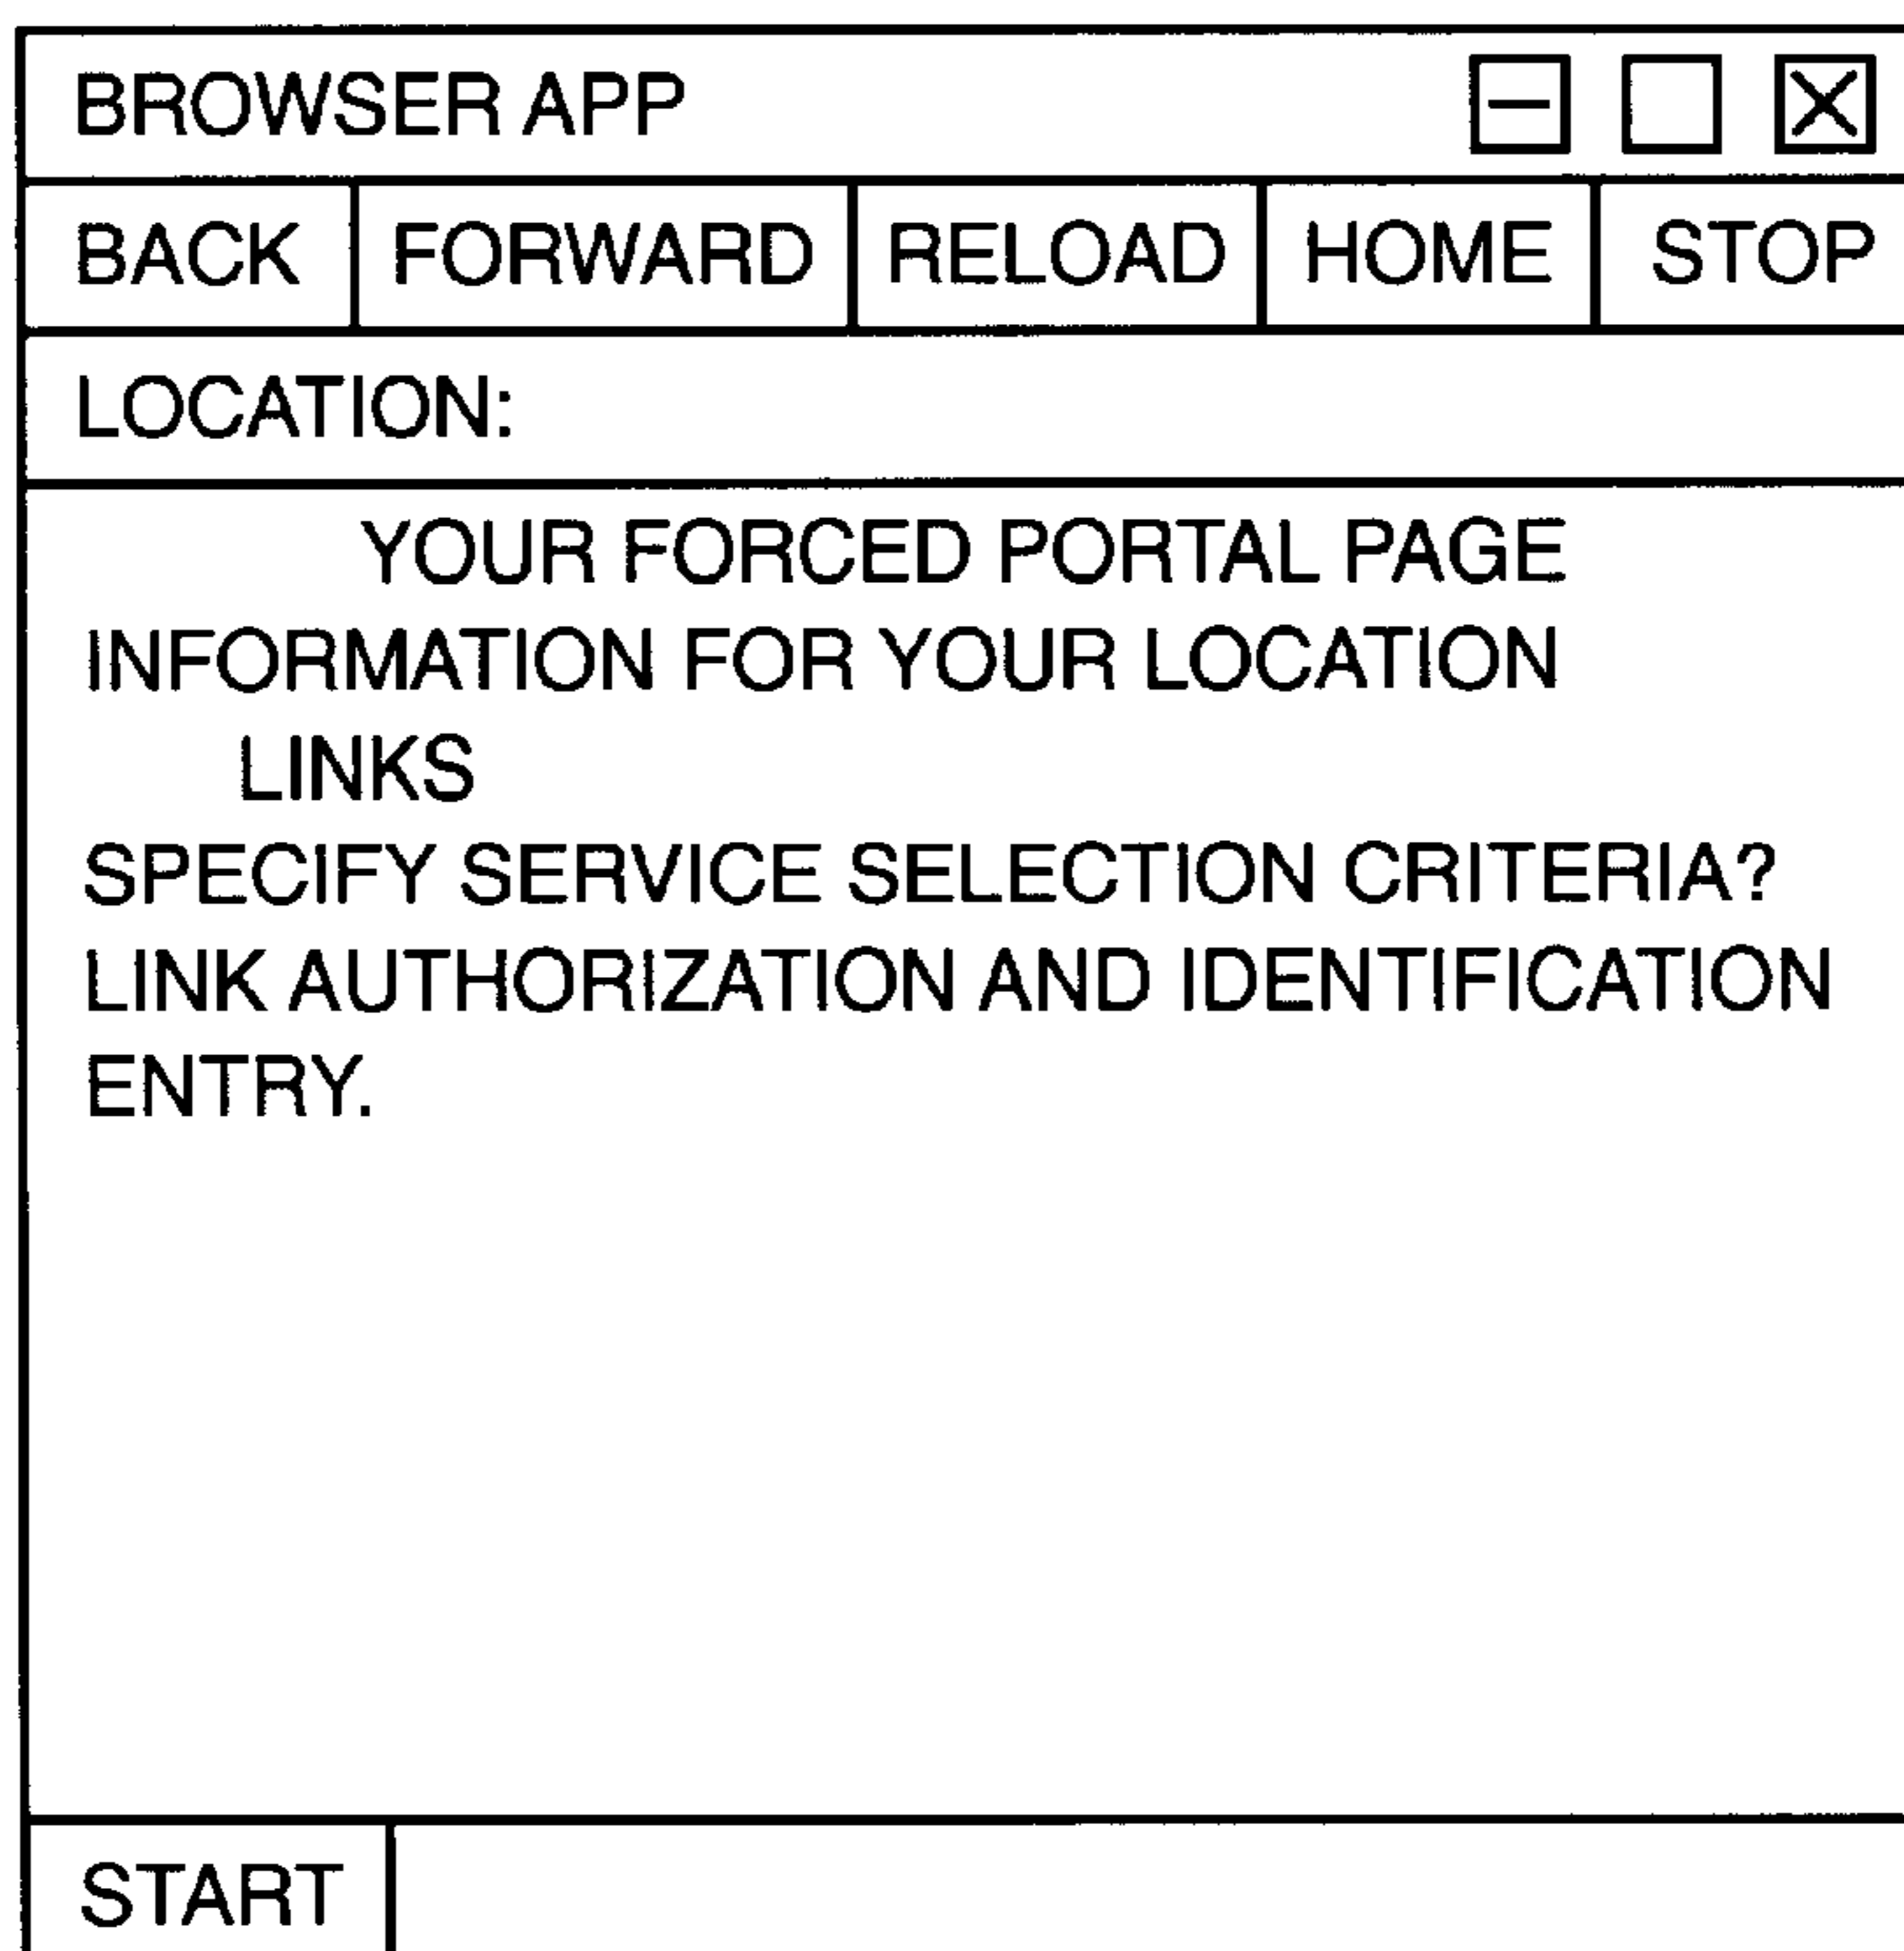 BROWSER APP
BACK FORWARD RELOAD HOME STOP
LOCATION:
YOUR FORCED PORTAL PAGE
INFORMATION FOR YOUR LOCATION
LINKS
SPECIFY SERVICE SELECTION CRITERIA?
LINK AUTHORIZATION AND IDENTIFICATION
ENTRY.
START